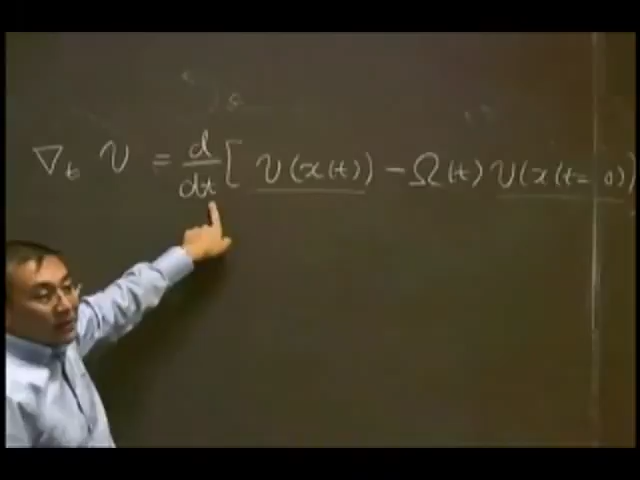 ∇_t v = d/dt [ v(x(t)) − Ω(t) v(x(t=0))